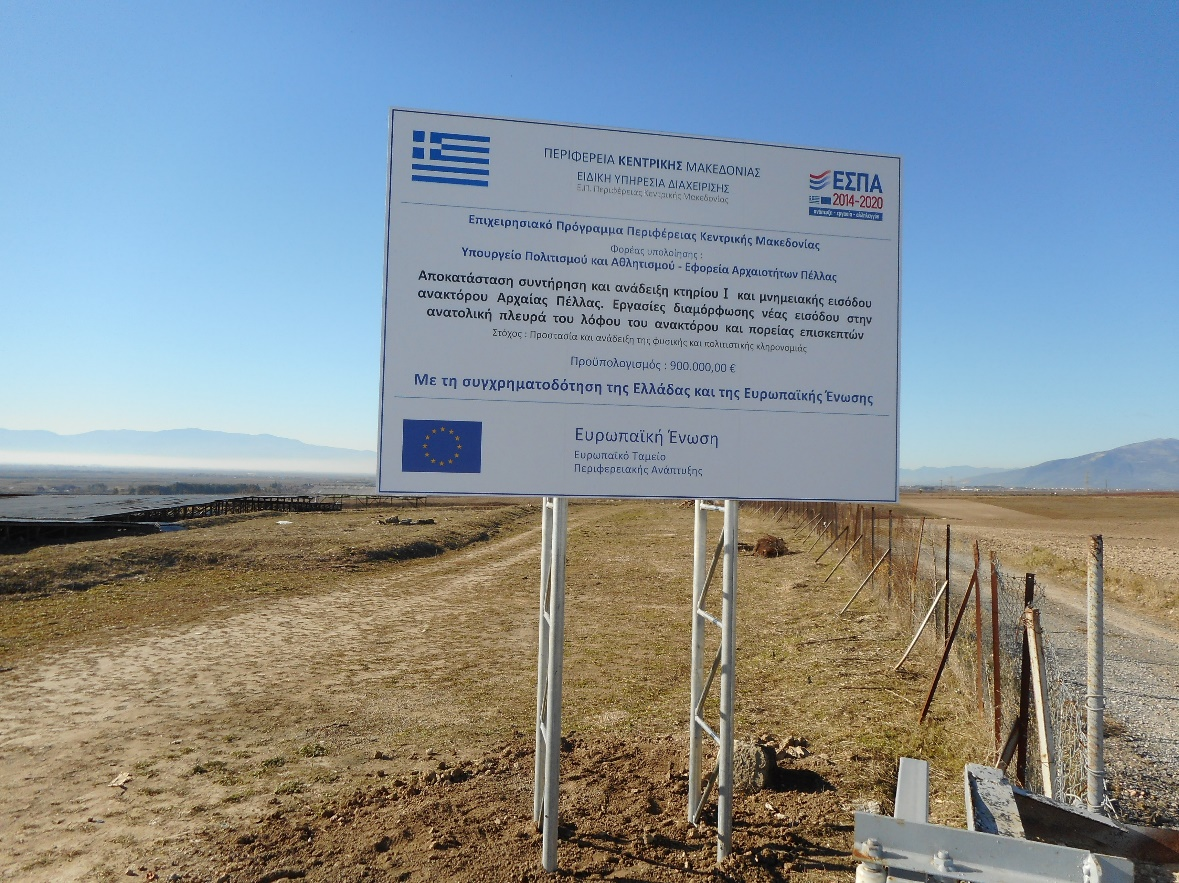 ΠΕΡΙΦΕΡΕΙΑ ΚΕΝΤΡΙΚΗΣ ΜΑΚΕΔΟΝΙΑΣ
ΕΙΔΙΚΗ ΥΠΗΡΕΣΙΑ ΔΙΑΧΕΙΡΙΣΗΣ
Ε.Π. Περιφέρειας Κεντρικής Μακεδονίας
ΕΣΠΑ
2014-2020
ανάπτυξη - εργασία - αλληλεγγύη
Επιχειρησιακό Πρόγραμμα Περιφέρειας Κεντρικής Μακεδονίας
Φορέας υποποίησης :
Υπουργείο Πολιτισμού και Αθλητισμού - Εφορεία Αρχαιοτήτων Πέλλας
Αποκατάσταση συντήρηση και ανάδειξη κτηρίου Ι και μνημειακής εισόδου
ανακτόρου Αρχαίας Πέλλας. Εργασίες διαμόρφωσης νέας εισόδου στην
ανατολική πλευρά του λόφου του ανακτόρου και πορείας επισκεπτών
Στόχος : Προστασία και ανάδειξη της φυσικής και πολιτιστικής κληρονομιάς
Προϋπολογισμός : 900.000,00 €
Με τη συγχρηματοδότηση της Ελλάδας και της Ευρωπαϊκής Ένωσης
Ευρωπαϊκή Ένωση
Ευρωπαϊκό Ταμείο
Περιφερειακής Ανάπτυξης